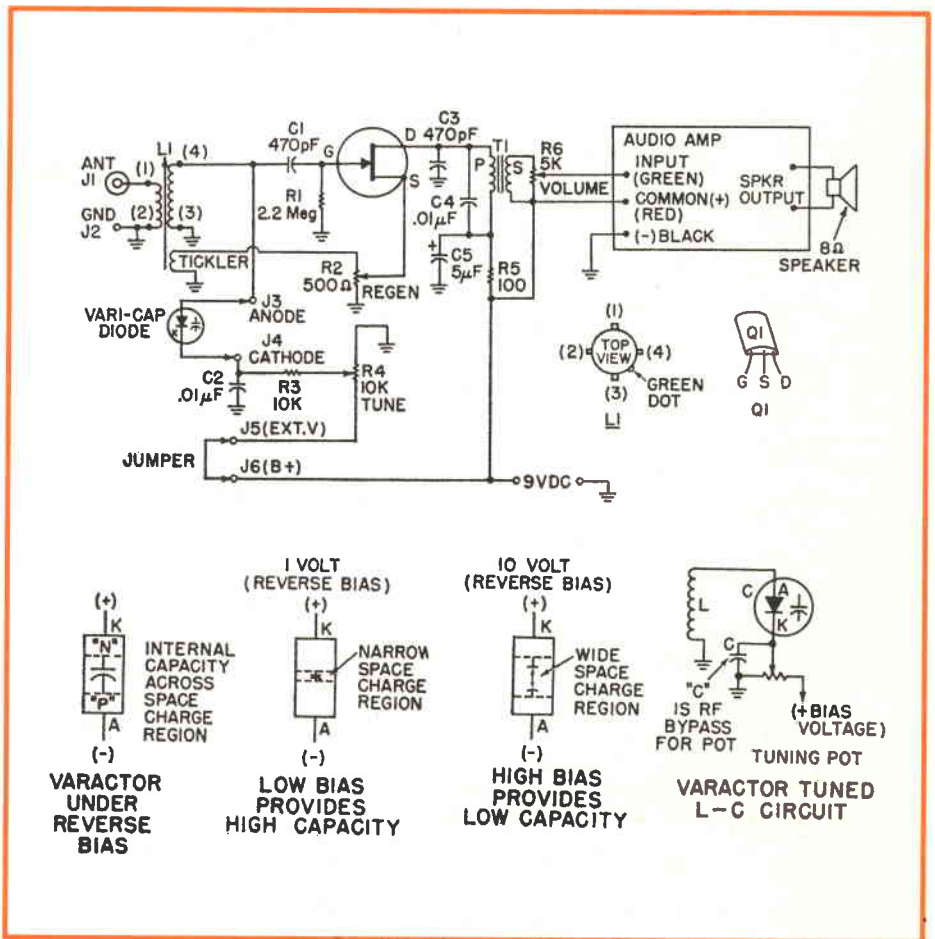 ANT
J1
(1)
L1
(4)
(2)
(3)
GND
J2
TICKLER
C1
470pF
G
R1
2.2 Meg
D
S
C3
470pF
T1
P
S
C4
.01µF
C5
+
5µF
R5
100
R6
5K
VOLUME
R2
500Ω
REGEN
AUDIO AMP
INPUT
(GREEN)
COMMON(+)
(RED)
(-)BLACK
SPKR
OUTPUT
8Ω
SPEAKER
VARI-CAP
DIODE
J3
ANODE
J4
CATHODE
C2
.01µF
R3
10K
R4
10K
TUNE
J5(EXT.V)
JUMPER
J6(B+)
9VDC
(1)
(2)
TOP
VIEW
(4)
(3)
GREEN
DOT
L1
Q1
G S D
Q1
(+)
K
"N"
"P"
A
(-)
INTERNAL
CAPACITY
ACROSS
SPACE
CHARGE
REGION
VARACTOR
UNDER
REVERSE
BIAS
1 VOLT
(REVERSE BIAS)
(+)
K
NARROW
SPACE
CHARGE
REGION
A
(-)
LOW BIAS
PROVIDES
HIGH CAPACITY
10 VOLT
(REVERSE BIAS)
(+)
K
WIDE
SPACE
CHARGE
REGION
A
(-)
HIGH BIAS
PROVIDES
LOW CAPACITY
L
C
A
K
C
"C"
IS RF
BYPASS
FOR POT
(+BIAS
VOLTAGE)
TUNING POT
VARACTOR TUNED
L-C CIRCUIT